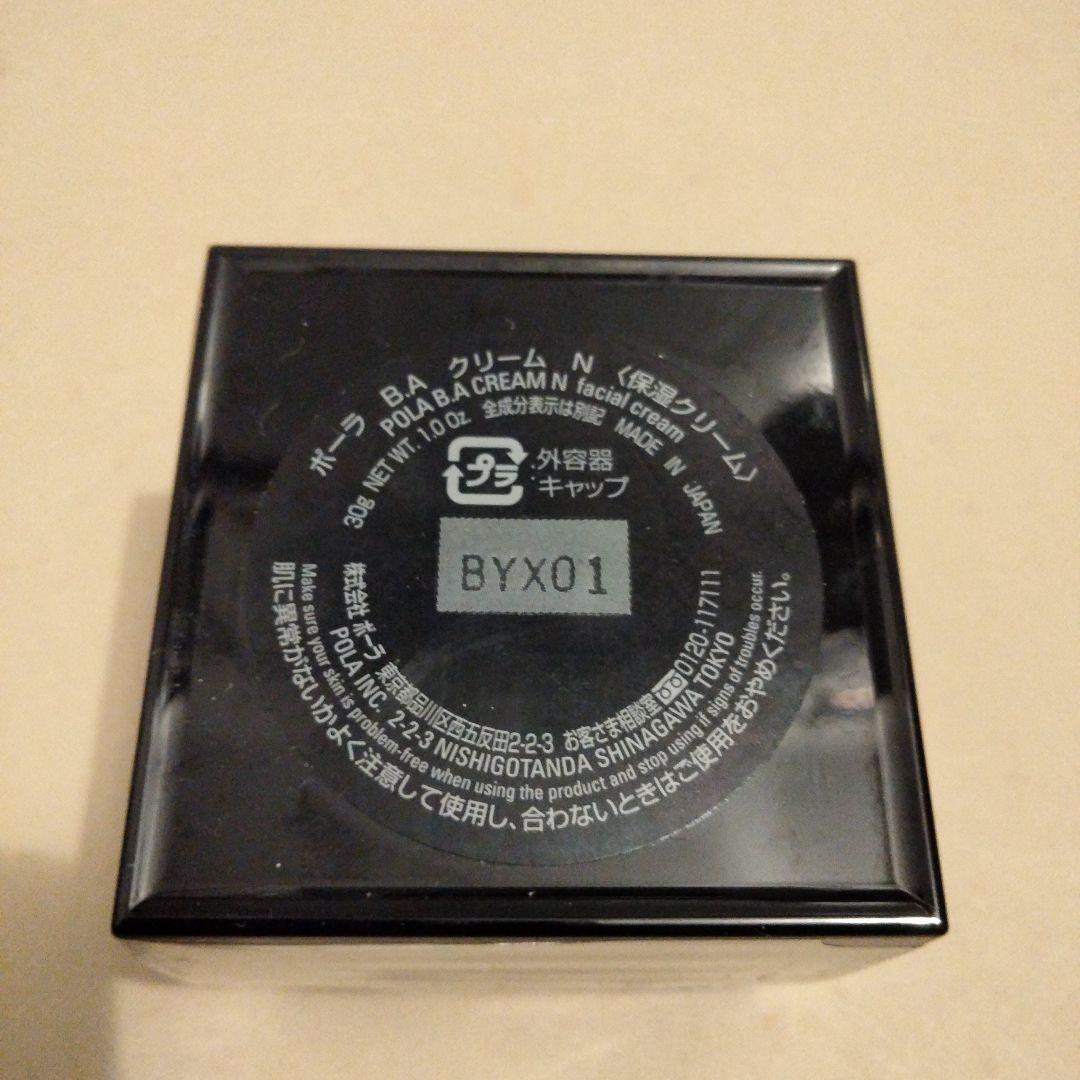 ポーラ B.A クリーム N 〈保湿クリーム〉
POLA B.A CREAM N facial cream
30g NET WT. 1.0 Oz 全成分表示は別記 MADE IN JAPAN
プラ
:外容器
:キャップ
BYX01
株式会社 ポーラ 東京都品川区西五反田2-2-3 お客さま相談室 0120-117111
POLA INC. 2-2-3 NISHIGOTANDA SHINAGAWA TOKYO
Make sure your skin is problem-free when using the product and stop using if signs of troubles occur.
肌に異常がないかよく注意して使用し、合わないときはご使用をおやめください。